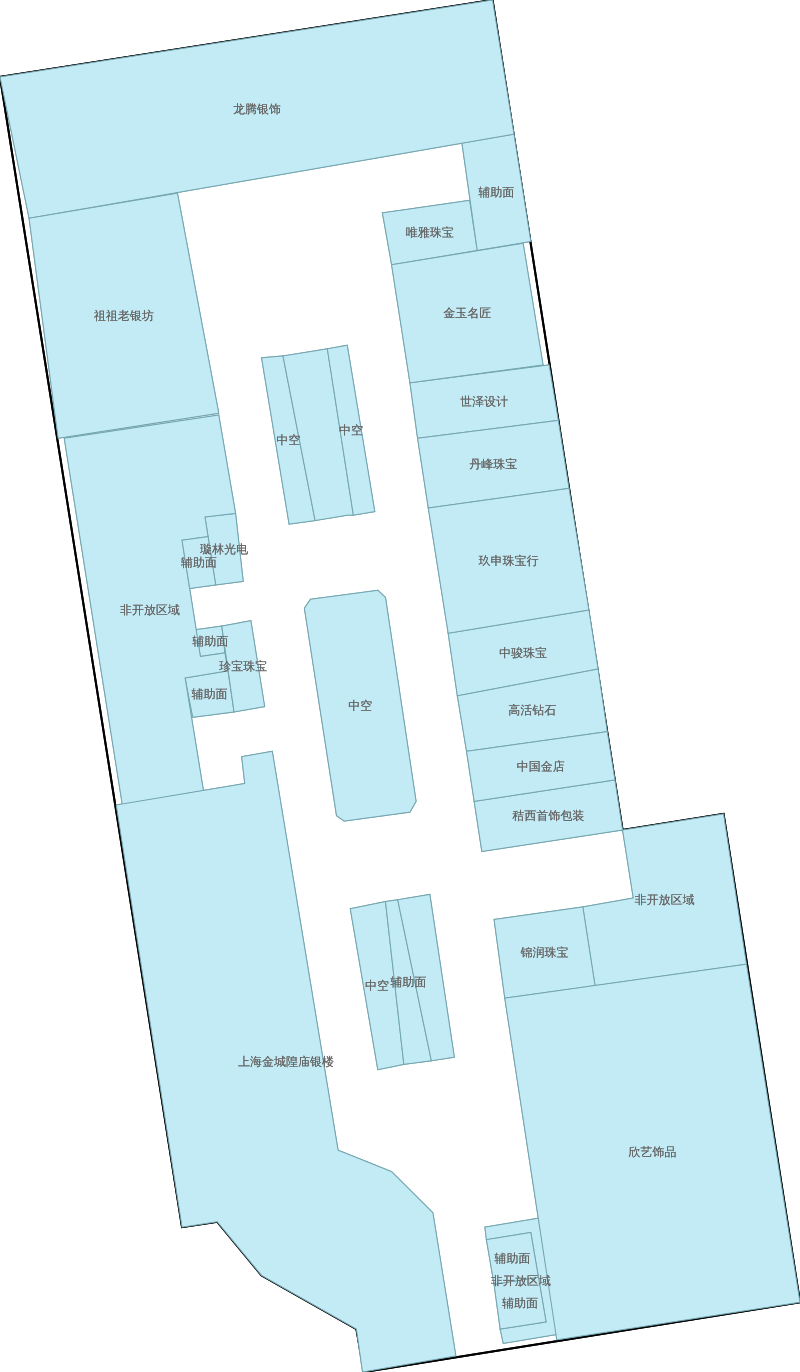 龙腾银饰
辅助面
唯雅珠宝
金玉名匠
祖祖老银坊
世泽设计
中空
中空
丹峰珠宝
璇林光电
辅助面
玖申珠宝行
非开放区域
辅助面
珍宝珠宝
辅助面
中骏珠宝
中空
高活钻石
中国金店
秸西首饰包装
非开放区域
锦润珠宝
中空
辅助面
上海金城隍庙银楼
欣艺饰品
辅助面
非开放区域
辅助面